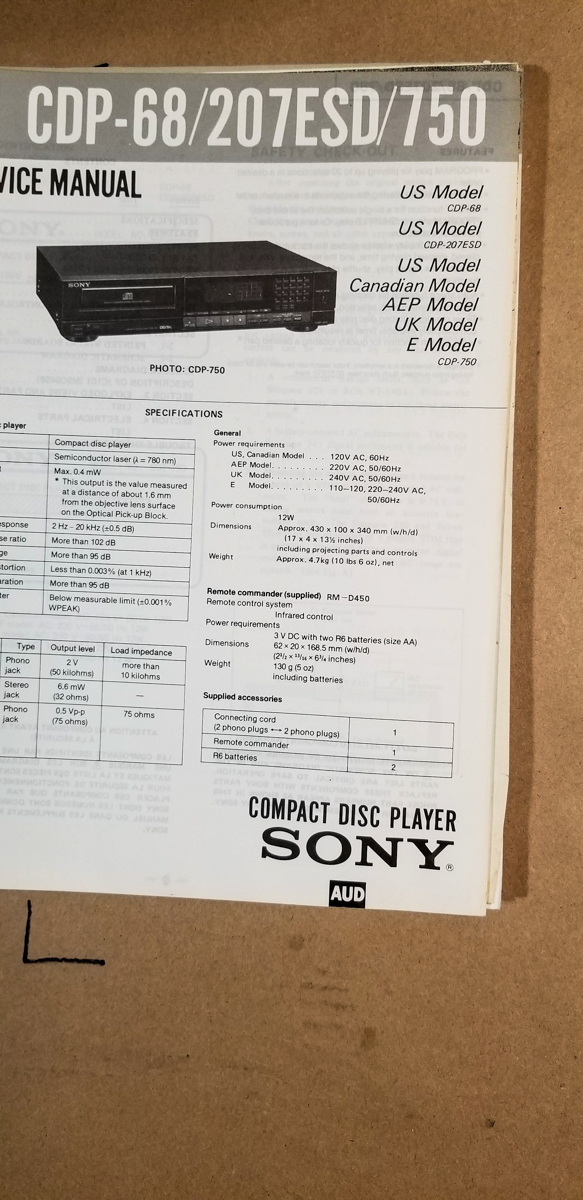 CDP-68/207ESD/750
VICE MANUAL
US Model
CDP-68
US Model
CDP-207ESD
US Model
Canadian Model
AEP Model
UK Model
E Model
CDP-750
SONY
PHOTO: CDP-750
SPECIFICATIONS
player
Compact disc player
Semiconductor laser (λ = 780 nm)
Max. 0.4 mW
* This output is the value measured
at a distance of about 1.6 mm
from the objective lens surface
on the Optical Pick-up Block.
sponse 2 Hz – 20 kHz (±0.5 dB)
se ratio More than 102 dB
ge More than 95 dB
stortion Less than 0.003% (at 1 kHz)
aration More than 95 dB
ter Below measurable limit (±0.001%
WPEAK)
Type Output level Load impedance
Phono jack 2 V (50 kilohms) more than 10 kilohms
Stereo jack 6.6 mW (32 ohms) —
Phono jack 0.5 Vp-p (75 ohms) 75 ohms
General
Power requirements
US, Canadian Model . . . 120V AC, 60Hz
AEP Model. . . . . . . . . 220V AC, 50/60Hz
UK Model. . . . . . . . . 240V AC, 50/60Hz
E Model. . . . . . . . . 110–120, 220–240V AC,
50/60Hz
Power consumption
12W
Dimensions Approx. 430 x 100 x 340 mm (w/h/d)
(17 x 4 x 13½ inches)
including projecting parts and controls
Weight Approx. 4.7kg (10 lbs 6 oz), net
Remote commander (supplied) RM-D450
Remote control system
Infrared control
Power requirements
3 V DC with two R6 batteries (size AA)
Dimensions 62 × 20 × 168.5 mm (w/h/d)
(2½ × 13/16 × 6¾ inches)
Weight 130 g (5 oz)
including batteries
Supplied accessories
Connecting cord
(2 phono plugs ↔ 2 phono plugs) 1
Remote commander 1
R6 batteries 2
COMPACT DISC PLAYER
SONY®
AUD